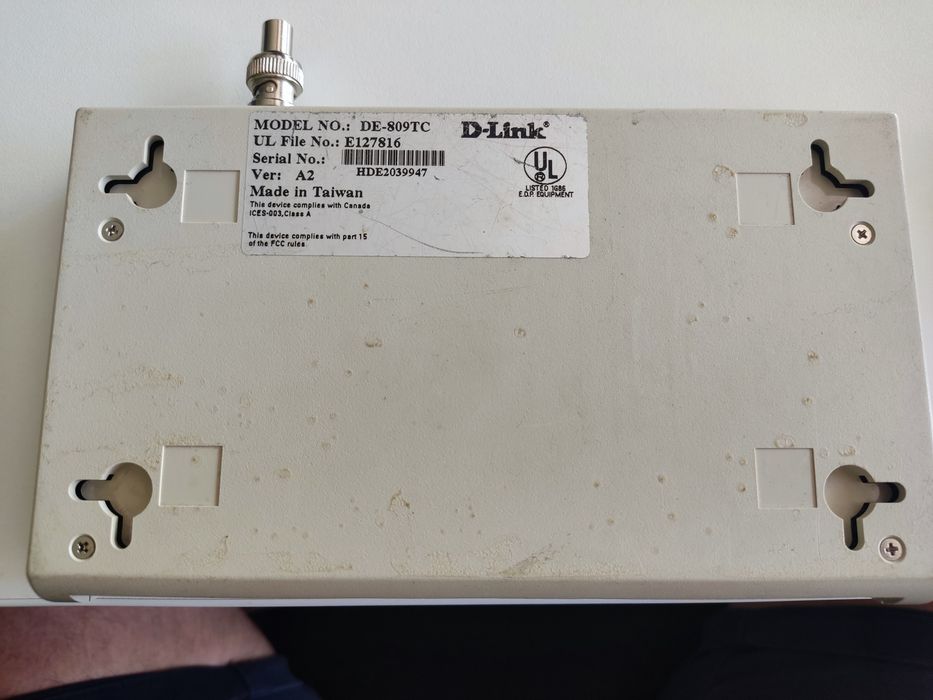 MODEL NO.: DE-809TC
D-Link®
UL File No.: E127816
Serial No.:
HDE2039947
Ver: A2
Made in Taiwan
This device complies with Canada
ICES-003,Class A
This device complies with part 15
of the FCC rules
UL
®
LISTED 1G86
E.D.P. EQUIPMENT